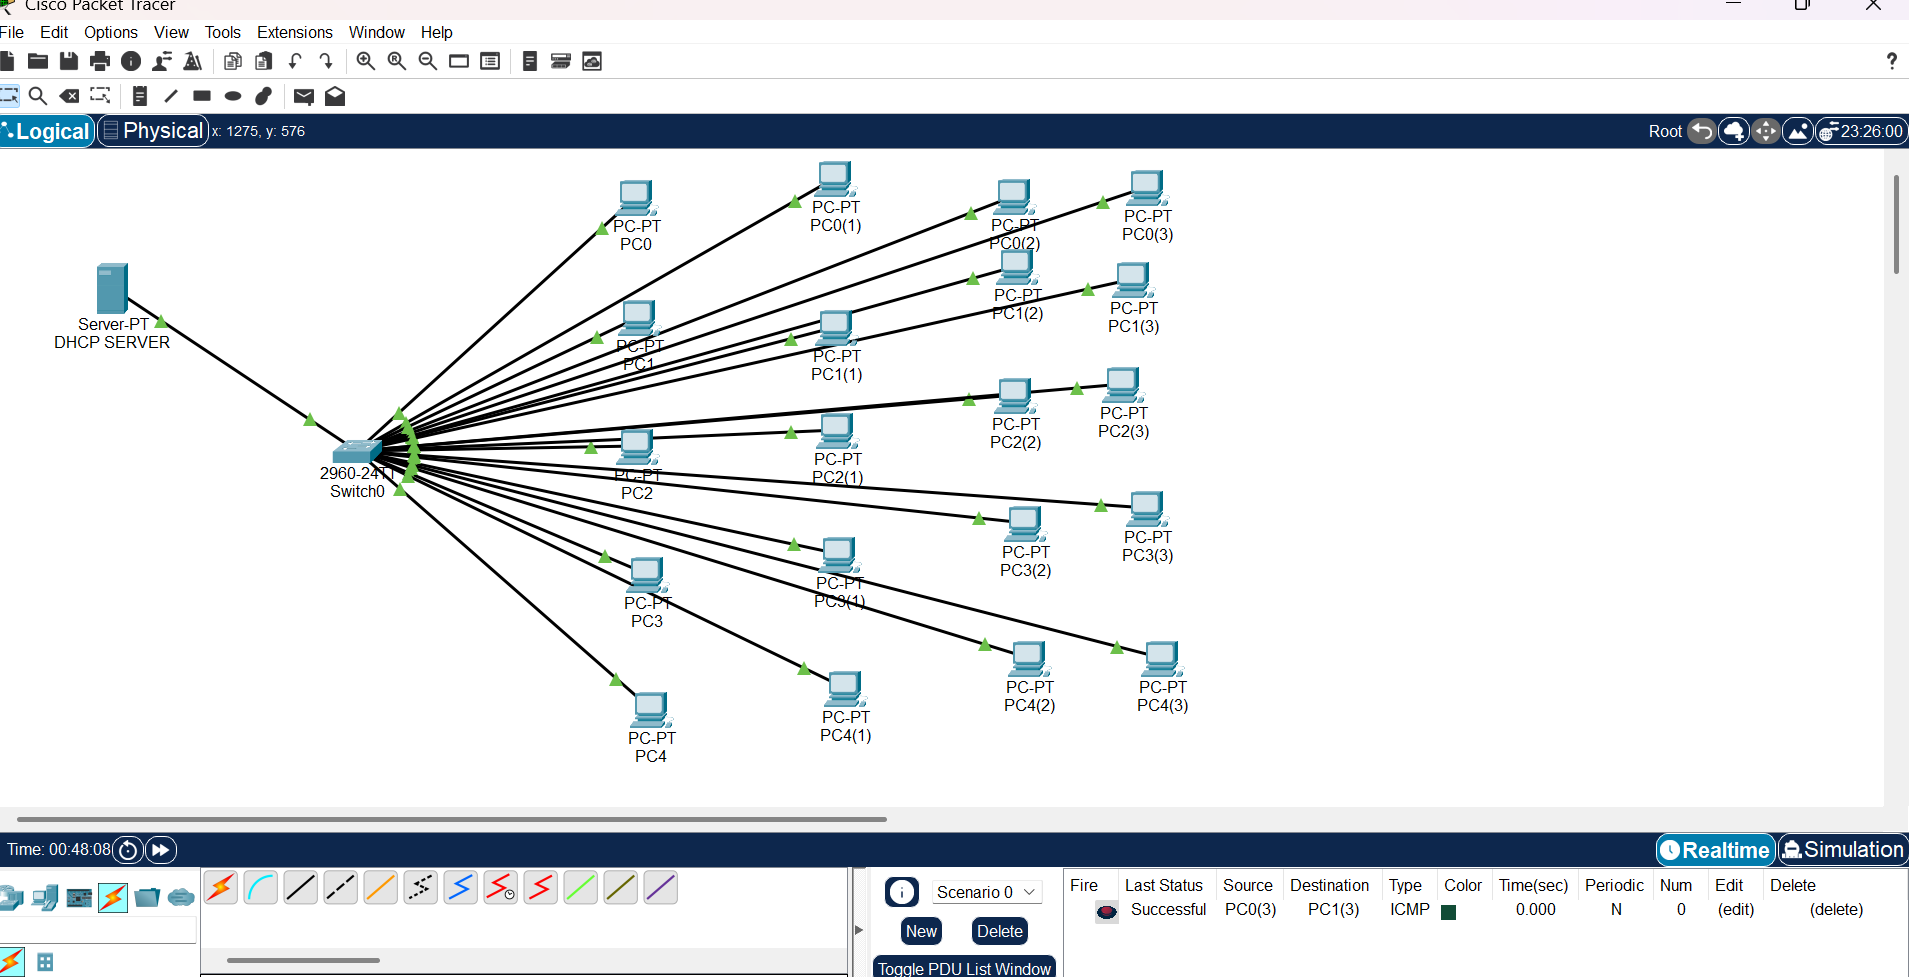 Cisco Packet Tracer
File Edit Options View Tools Extensions Window Help
?
Logical Physical x: 1275, y: 576 Root 23:26:00
PC-PT
PC0
PC-PT
PC0(1)
PC-PT
PC0(2)
PC-PT
PC0(3)
Server-PT
DHCP SERVER
PC-PT
PC1
PC-PT
PC1(1)
PC-PT
PC1(2)
PC-PT
PC1(3)
2960-24TT
Switch0
PC-PT
PC2
PC-PT
PC2(1)
PC-PT
PC2(2)
PC-PT
PC2(3)
PC-PT
PC3
PC-PT
PC3(1)
PC-PT
PC3(2)
PC-PT
PC3(3)
PC-PT
PC4
PC-PT
PC4(1)
PC-PT
PC4(2)
PC-PT
PC4(3)
Time: 00:48:08 Realtime Simulation
Scenario 0
New Delete
Toggle PDU List Window
Fire Last Status Source Destination Type Color Time(sec) Periodic Num Edit Delete
Successful PC0(3) PC1(3) ICMP 0.000 N 0 (edit) (delete)